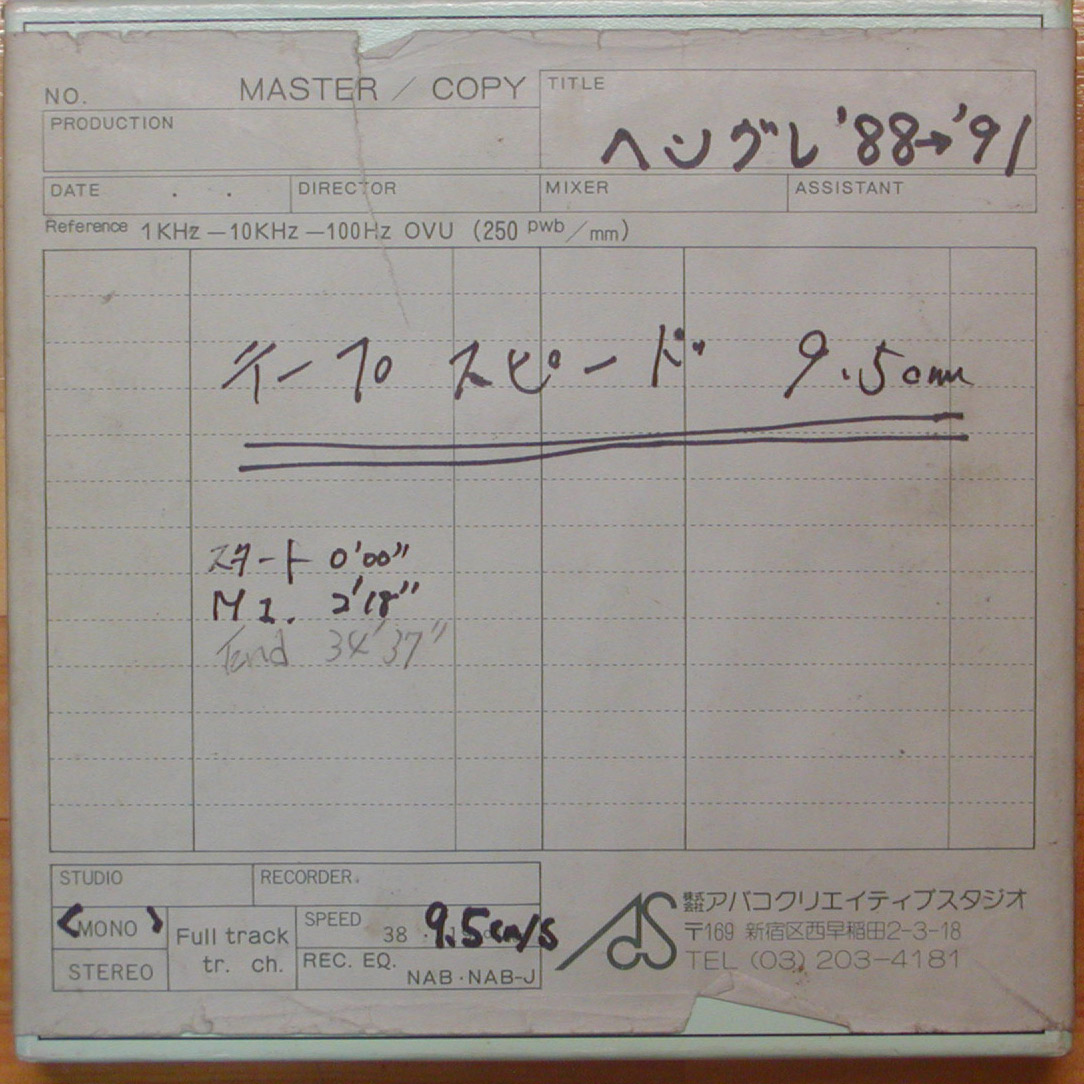 NO. MASTER / COPY
TITLE
ヘングレ '88→'91
PRODUCTION
DATE . . DIRECTOR MIXER ASSISTANT
Reference 1KHz－10KHz－100Hz OVU (250 pwb/mm)
テープ スピード 9.5cm
スタート 0'00"
M1. 2'18"
End 34'37"
STUDIO RECORDER.
<MONO>
STEREO
Full track
tr. ch.
SPEED
38 . 9.5cm/s
REC. EQ.
NAB・NAB-J
株式会社アバコクリエイティブスタジオ
〒169 新宿区西早稲田2-3-18
TEL (03) 203-4181